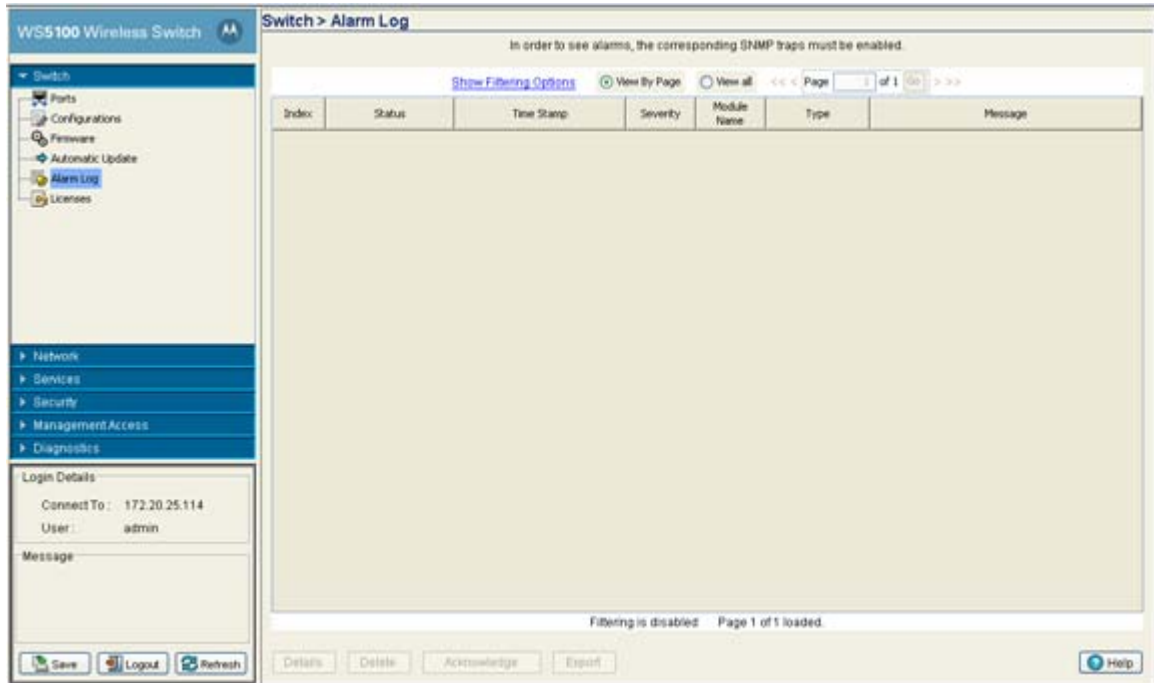 WS5100 Wireless Switch
Switch
Ports
Configurations
Firmware
Automatic Update
Alarm Log
Licenses
Network
Services
Security
Management Access
Diagnostics
Login Details
Connect To : 172.20.25.114
User : admin
Message
Save Logout Refresh
Switch > Alarm Log
In order to see alarms, the corresponding SNMP traps must be enabled.
Show Filtering Options View By Page View all << < Page 1 of 1 Go > >>
Index Status Time Stamp Severity Module Name Type Message
Filtering is disabled Page 1 of 1 loaded.
Details Delete Acknowledge Export Help